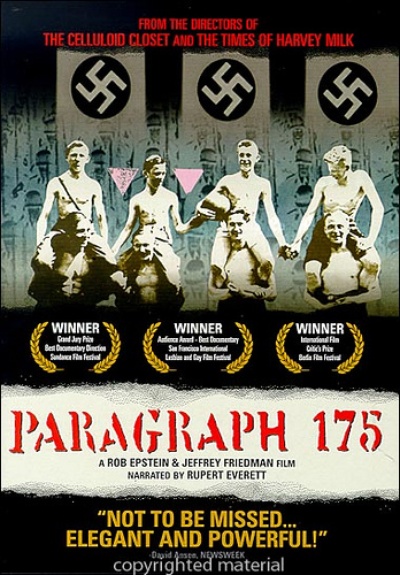 FROM THE DIRECTORS OF
THE CELLULOID CLOSET AND THE TIMES OF HARVEY MILK
WINNER
Grand Jury Prize
Best Documentary Direction
Sundance Film Festival
WINNER
Audience Award - Best Documentary
San Francisco International
Lesbian and Gay Film Festival
WINNER
International Film
Critic's Prize
Berlin Film Festival
PARAGRAPH 175
A ROB EPSTEIN & JEFFREY FRIEDMAN FILM
NARRATED BY RUPERT EVERETT
“NOT TO BE MISSED...
ELEGANT AND POWERFUL!”
-David Ansen, NEWSWEEK
copyrighted material